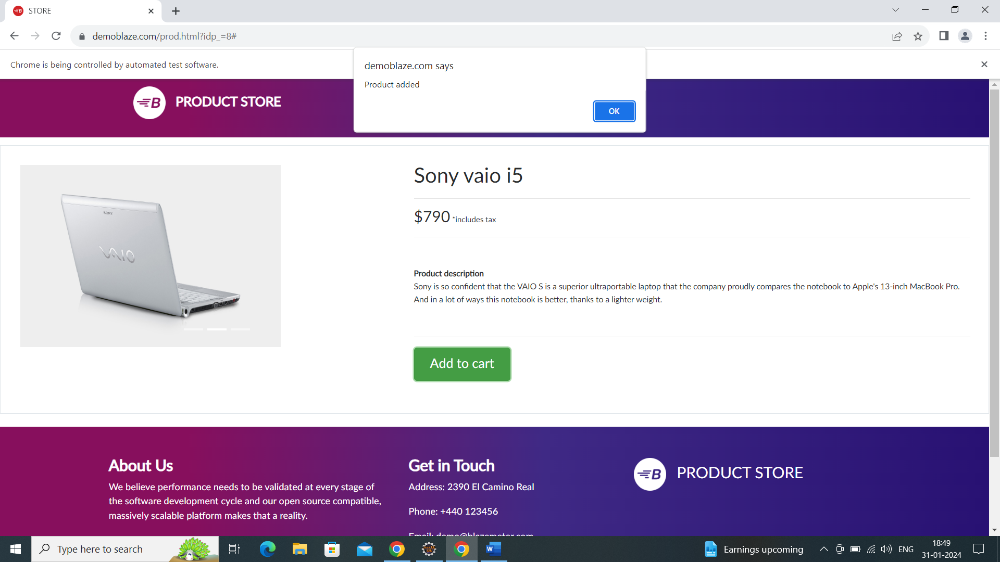 STORE
demoblaze.com/prod.html?idp_=8#
Chrome is being controlled by automated test software.
demoblaze.com says
Product added
OK
B PRODUCT STORE
SONY
VAIO
Sony vaio i5
$790 *includes tax
Product description
Sony is so confident that the VAIO S is a superior ultraportable laptop that the company proudly compares the notebook to Apple's 13-inch MacBook Pro.
And in a lot of ways this notebook is better, thanks to a lighter weight.
Add to cart
About Us
We believe performance needs to be validated at every stage of
the software development cycle and our open source compatible,
massively scalable platform makes that a reality.
Get in Touch
Address: 2390 El Camino Real
Phone: +440 123456
Email: demo@blazemeter.com
B PRODUCT STORE
Type here to search
W
Earnings upcoming
ENG
18:49
31-01-2024